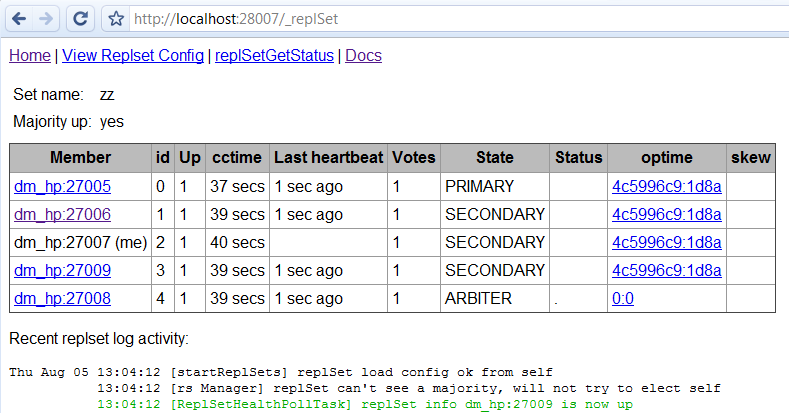 http://localhost:28007/_replSet
Home | View Replset Config | replSetGetStatus | Docs
Set name: zz
Majority up: yes
Member id Up cctime Last heartbeat Votes State Status optime skew
dm_hp:27005 0 1 37 secs 1 sec ago 1 PRIMARY 4c5996c9:1d8a
dm_hp:27006 1 1 39 secs 1 sec ago 1 SECONDARY 4c5996c9:1d8a
dm_hp:27007 (me) 2 1 40 secs 1 SECONDARY 4c5996c9:1d8a
dm_hp:27009 3 1 39 secs 1 sec ago 1 SECONDARY 4c5996c9:1d8a
dm_hp:27008 4 1 39 secs 1 sec ago 1 ARBITER . 0:0
Recent replset log activity:
Thu Aug 05 13:04:12 [startReplSets] replSet load config ok from self
13:04:12 [rs Manager] replSet can't see a majority, will not try to elect self
13:04:12 [ReplSetHealthPollTask] replSet info dm_hp:27009 is now up